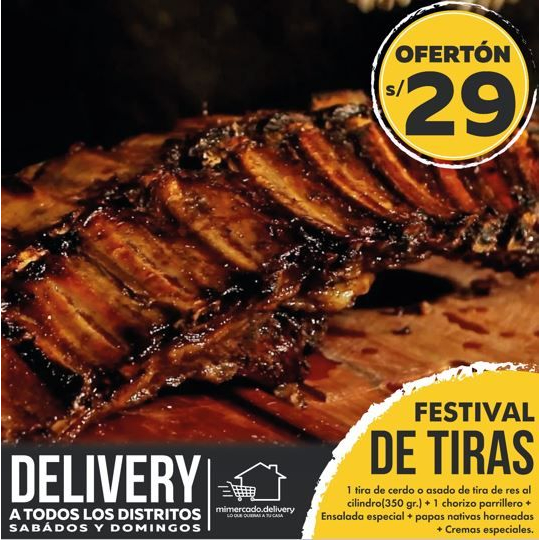 OFERTÓN
s/29
FESTIVAL
DE TIRAS
1 tira de cerdo o asado de tira de res al
cilindro(350 gr.) + 1 chorizo parrillero +
Ensalada especial + papas nativas horneadas
+ Cremas especiales.
DELIVERY
A TODOS LOS DISTRITOS
SABÁDOS Y DOMINGOS
mimercado.delivery
LO QUE QUIERAS A TU CASA